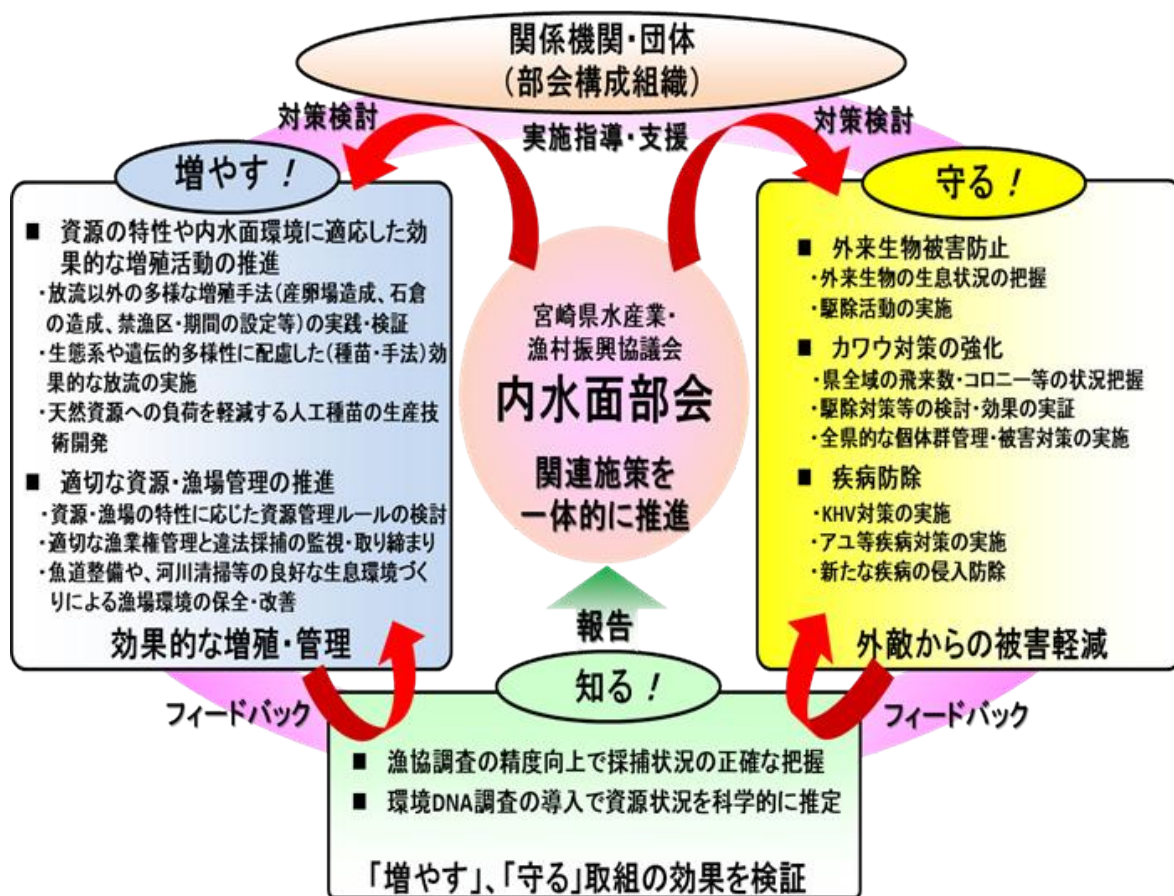 関係機関・団体
（部会構成組織）
対策検討
実施指導・支援
対策検討
増やす！
■ 資源の特性や内水面環境に適応した効
果的な増殖活動の推進
・放流以外の多様な増殖手法（産卵場造成、石倉
の造成、禁漁区・期間の設定等）の実践・検証
・生態系や遺伝的多様性に配慮した（種苗・手法）効
果的な放流の実施
・天然資源への負荷を軽減する人工種苗の生産技
術開発
■ 適切な資源・漁場管理の推進
・資源・漁場の特性に応じた資源管理ルールの検討
・適切な漁業権管理と違法採捕の監視・取り締まり
・魚道整備や、河川清掃等の良好な生息環境づく
りによる漁場環境の保全・改善
効果的な増殖・管理
宮崎県水産業・
漁村振興協議会
内水面部会
関連施策を
一体的に推進
守る！
■ 外来生物被害防止
・外来生物の生息状況の把握
・駆除活動の実施
■ カワウ対策の強化
・県全域の飛来数・コロニー等の状況把握
・駆除対策等の検討・効果の実証
・全県的な個体群管理・被害対策の実施
■ 疾病防除
・KHV対策の実施
・アユ等疾病対策の実施
・新たな疾病の侵入防除
外敵からの被害軽減
報告
フィードバック
フィードバック
知る！
■ 漁協調査の精度向上で採捕状況の正確な把握
■ 環境DNA調査の導入で資源状況を科学的に推定
「増やす」、「守る」取組の効果を検証